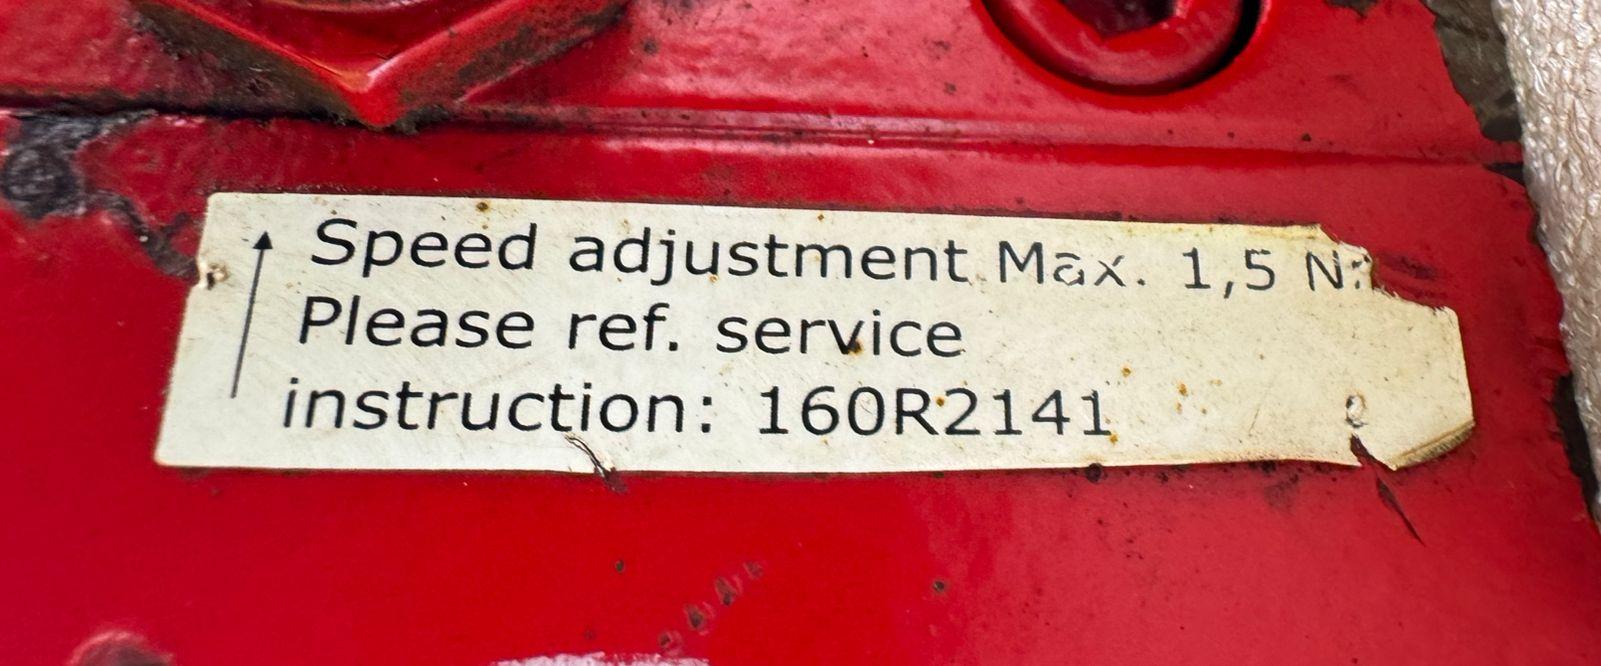 Speed adjustment Max. 1,5
Please ref. service
instruction: 160R2141